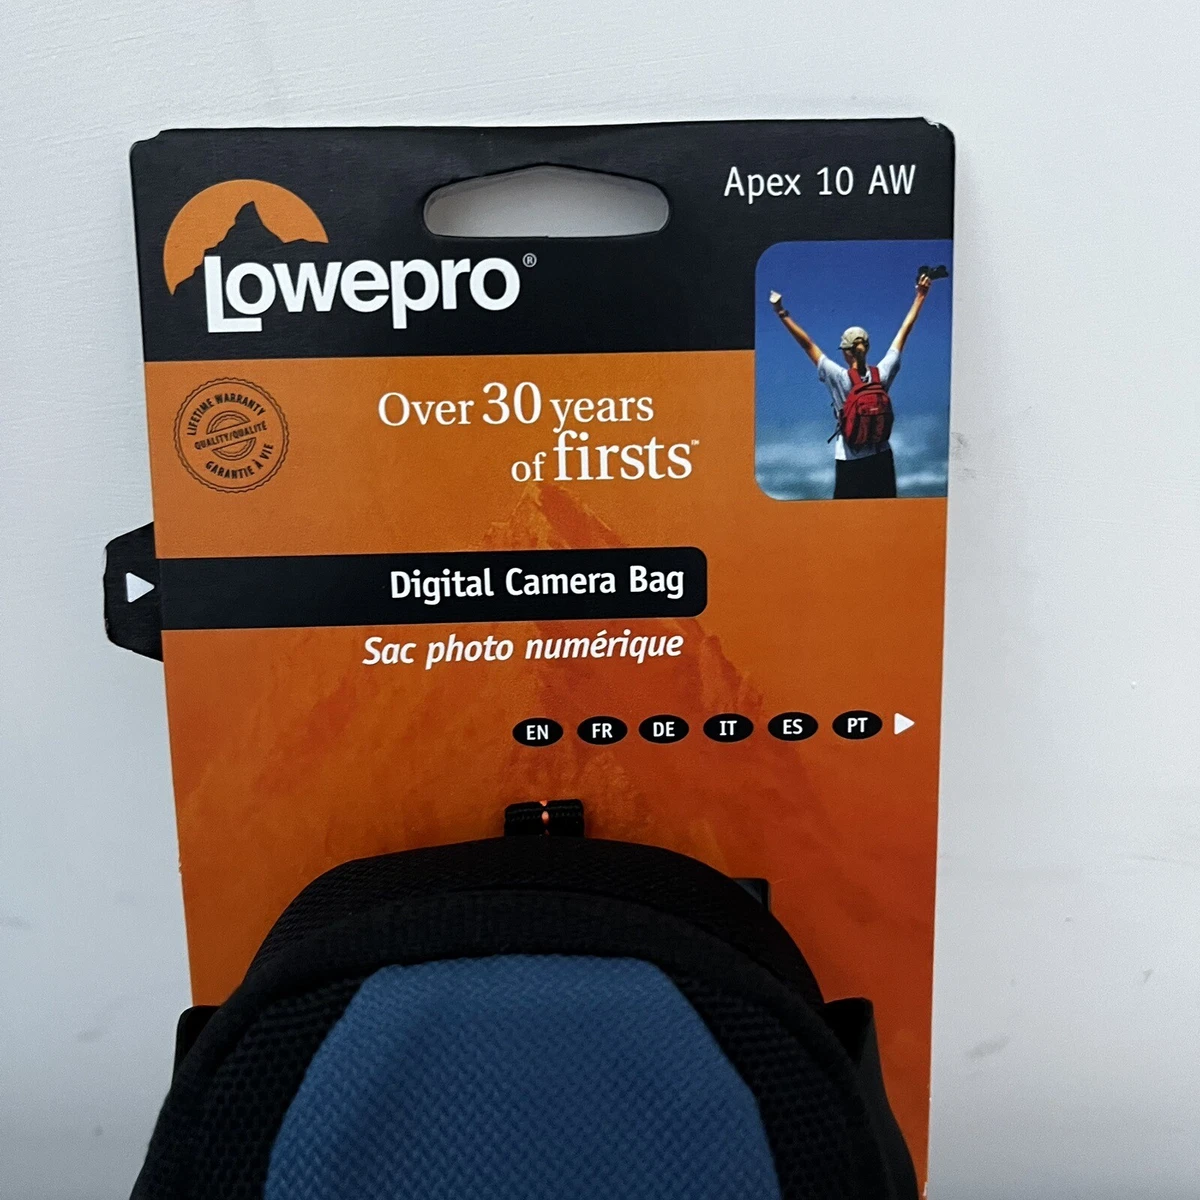 Apex 10 AW
Lowepro®
Over 30 years
of firsts™
LIFETIME WARRANTY
QUALITY/QUALITÉ
GARANTIE À VIE
Digital Camera Bag
Sac photo numérique
EN FR DE IT ES PT